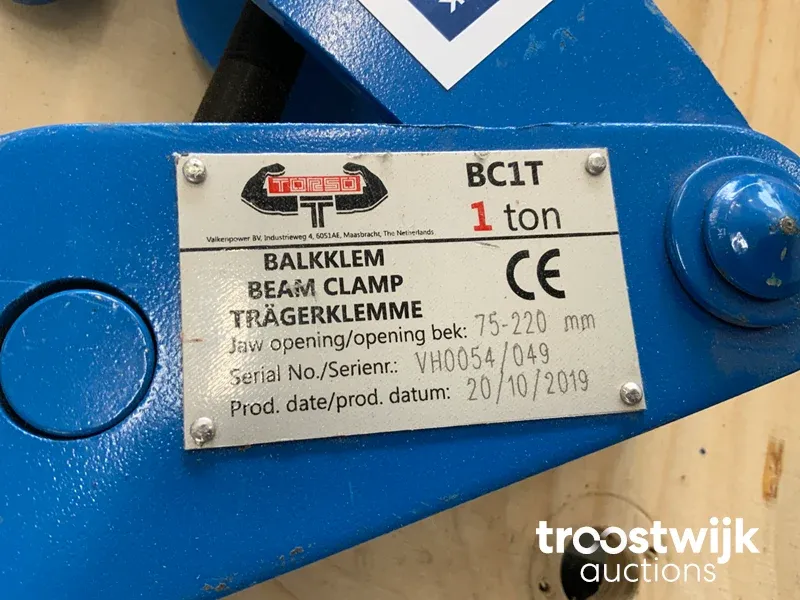 TORSO
T
Valkenpower BV, Industrieweg 4, 6051AE, Maasbracht, The Netherlands
BC1T
1 ton
BALKKLEM
BEAM CLAMP
TRÄGERKLEMME
CE
Jaw opening/opening bek: 75-220 mm
Serial No./Serienr.: VH0054/049
Prod. date/prod. datum: 20/10/2019
troostwijk
auctions